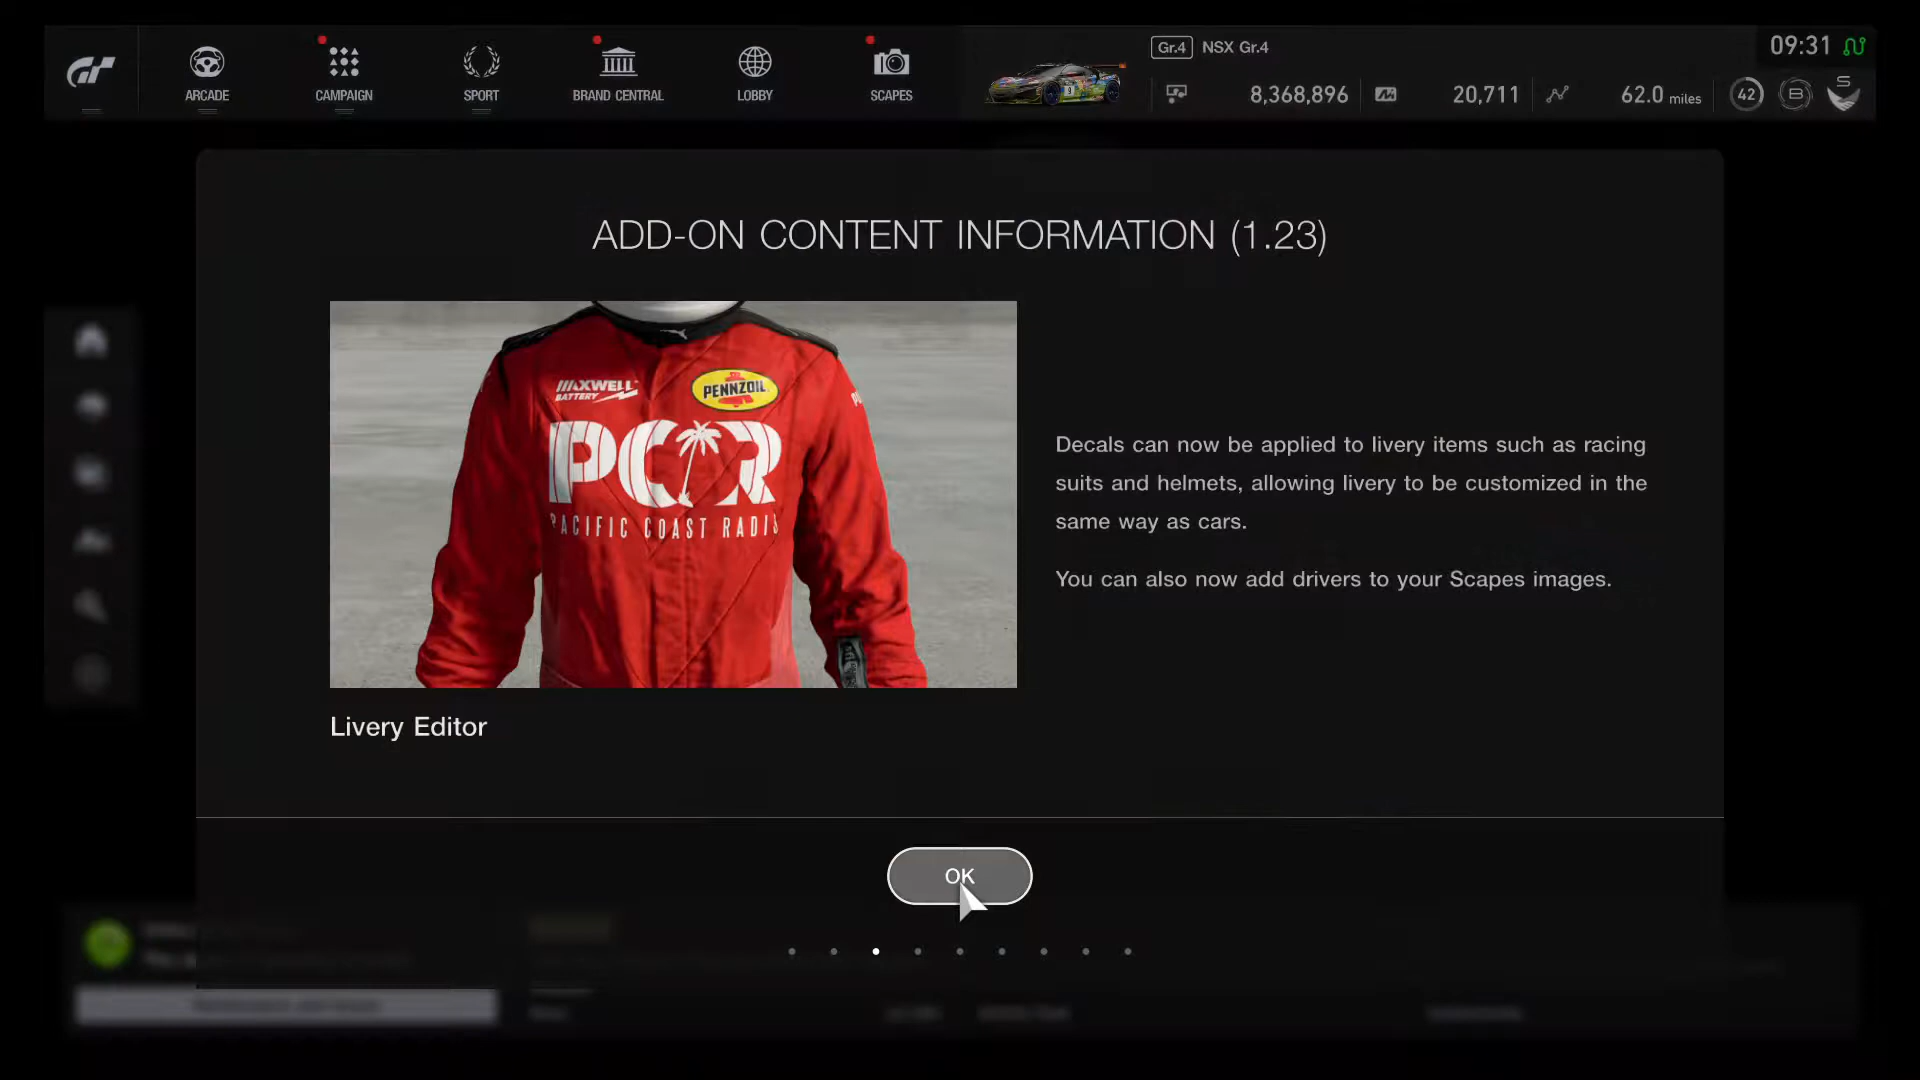 GT
ARCADE
CAMPAIGN
SPORT
BRAND CENTRAL
LOBBY
SCAPES
Gr.4 NSX Gr.4
8,368,896
20,711
62.0 miles
42
B
S
09:31
ADD-ON CONTENT INFORMATION (1.23)
MAXWELL
BATTERY
PENNZOIL
PCR
PACIFIC COAST RADI
Decals can now be applied to livery items such as racing
suits and helmets, allowing livery to be customized in the
same way as cars.
You can also now add drivers to your Scapes images.
Livery Editor
OK